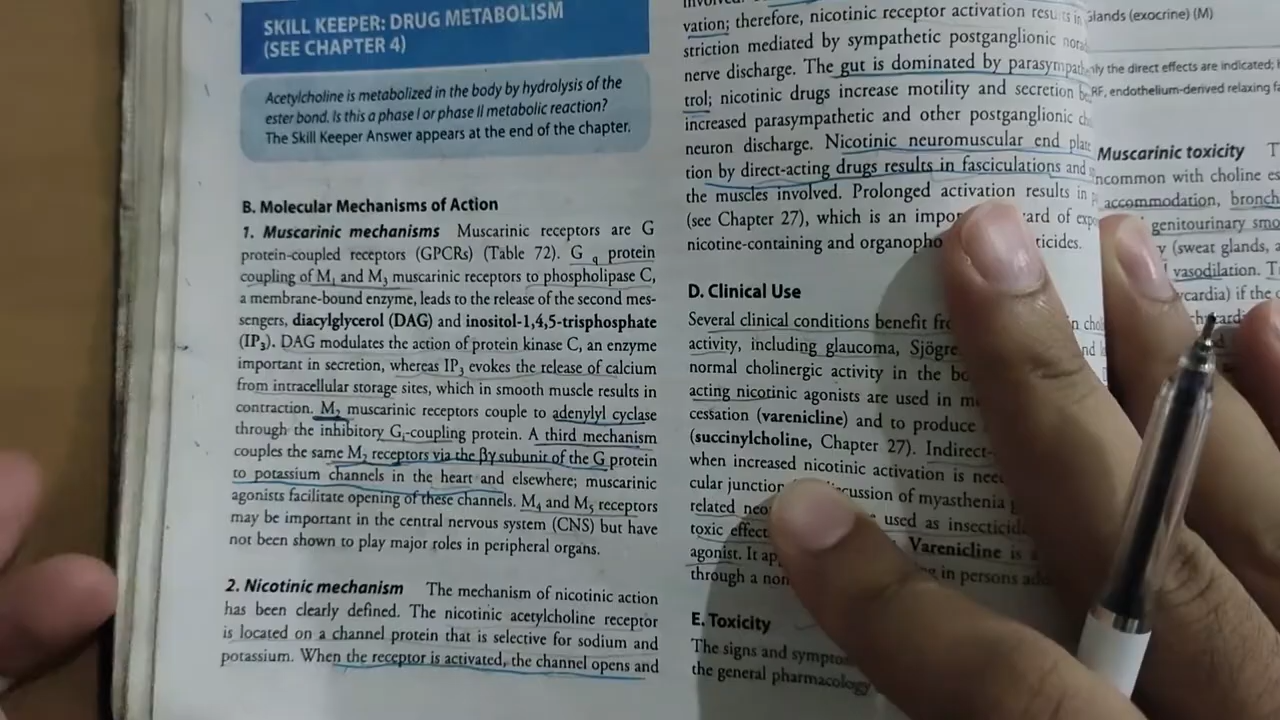 SKILL KEEPER: DRUG METABOLISM
(SEE CHAPTER 4)
Acetylcholine is metabolized in the body by hydrolysis of the
ester bond. Is this a phase I or phase II metabolic reaction?
The Skill Keeper Answer appears at the end of the chapter.
B. Molecular Mechanisms of Action
1. Muscarinic mechanisms Muscarinic receptors are G
protein-coupled receptors (GPCRs) (Table 72). G q protein
coupling of M1 and M3 muscarinic receptors to phospholipase C,
a membrane-bound enzyme, leads to the release of the second mes-
sengers, diacylglycerol (DAG) and inositol-1,4,5-trisphosphate
(IP3). DAG modulates the action of protein kinase C, an enzyme
important in secretion, whereas IP3 evokes the release of calcium
from intracellular storage sites, which in smooth muscle results in
contraction. M2 muscarinic receptors couple to adenylyl cyclase
through the inhibitory Gi-coupling protein. A third mechanism
couples the same M2 receptors via the βγ subunit of the G protein
to potassium channels in the heart and elsewhere; muscarinic
agonists facilitate opening of these channels. M4 and M5 receptors
may be important in the central nervous system (CNS) but have
not been shown to play major roles in peripheral organs.
2. Nicotinic mechanism The mechanism of nicotinic action
has been clearly defined. The nicotinic acetylcholine receptor
is located on a channel protein that is selective for sodium and
potassium. When the receptor is activated, the channel opens and
vation; therefore, nicotinic receptor activation results in
striction mediated by sympathetic postganglionic
nerve discharge. The gut is dominated by
trol; nicotinic drugs increase motility and secretion
increased parasympathetic and other postganglionic
neuron discharge. Nicotinic neuromuscular end
tion by direct-acting drugs results in fasciculations and
the muscles involved. Prolonged activation results in
(see Chapter 27), which is an of
nicotine-containing and
D. Clinical Use
Several clinical conditions benefit
activity, including glaucoma,
normal cholinergic activity in the
acting nicotinic agonists are used in
cessation (varenicline) and to produce
(succinylcholine, Chapter 27).
when increased nicotinic activation is
cular of myasthenia
related used as
toxic
agonist. It Varenicline is
through a in persons
E. Toxicity
The signs and
the general pharmacology
glands (exocrine) (M)
the direct effects are indicated;
endothelium-derived relaxing
Muscarinic toxicity
common with choline
accommodation,
genitourinary
(sweat glands,
vasodilation.
if the